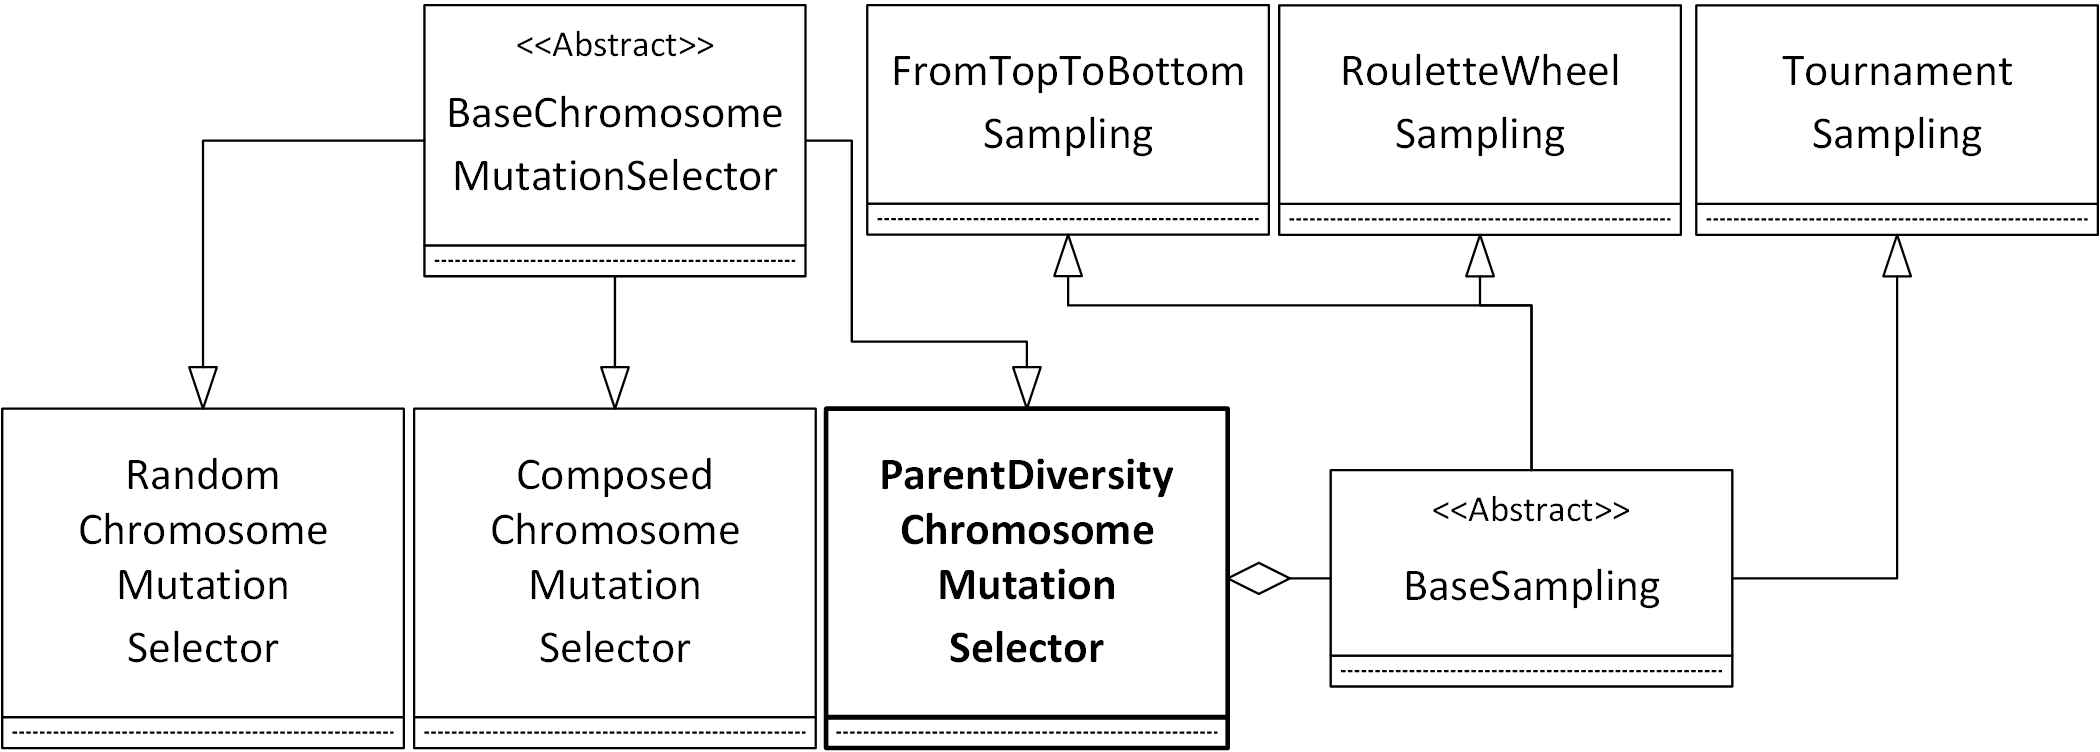 <<Abstract>>
BaseChromosome
MutationSelector
FromTopToBottom
Sampling
RouletteWheel
Sampling
Tournament
Sampling
Random
Chromosome
Mutation
Selector
Composed
Chromosome
Mutation
Selector
ParentDiversity
Chromosome
Mutation
Selector
<<Abstract>>
BaseSampling